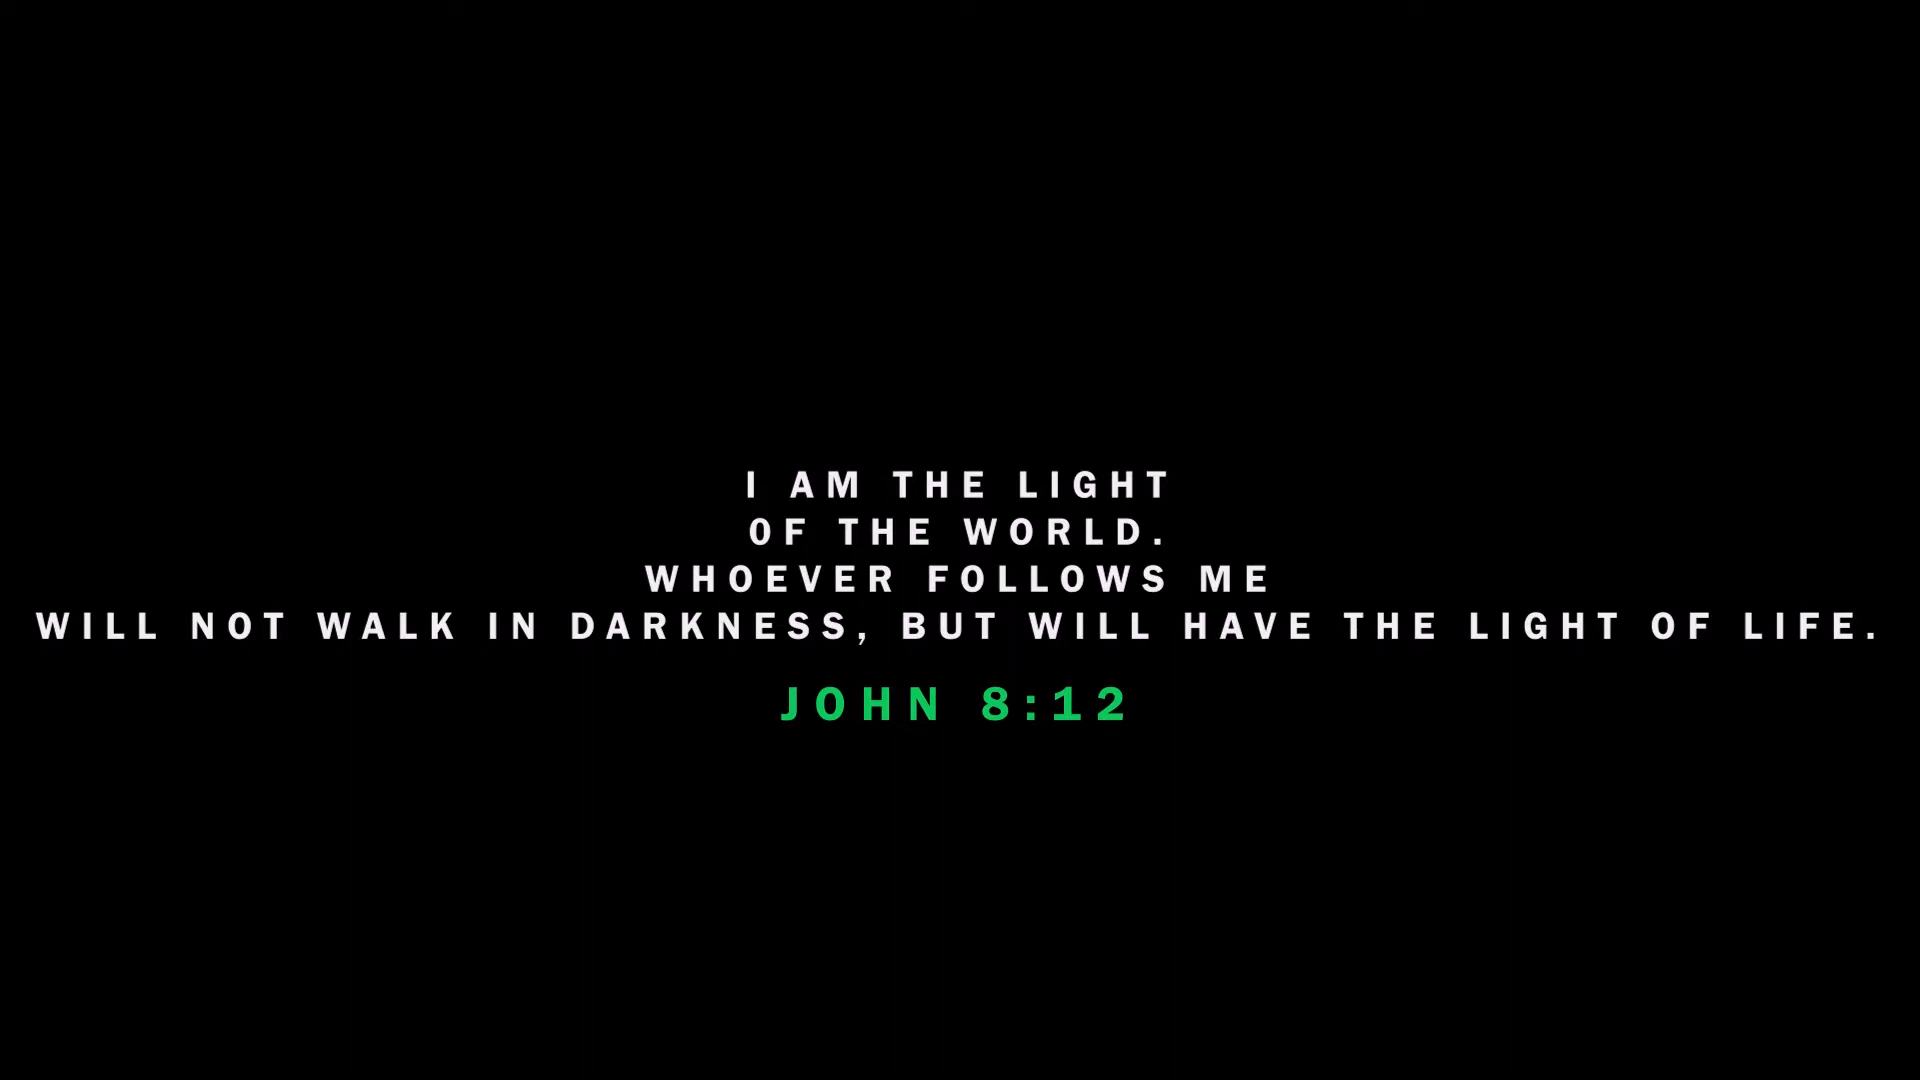 I AM THE LIGHT
0F THE WORLD.
WHOEVER FOLLOWS ME
WILL NOT WALK IN DARKNESS, BUT WILL HAVE THE LIGHT OF LIFE.
JOHN 8:12